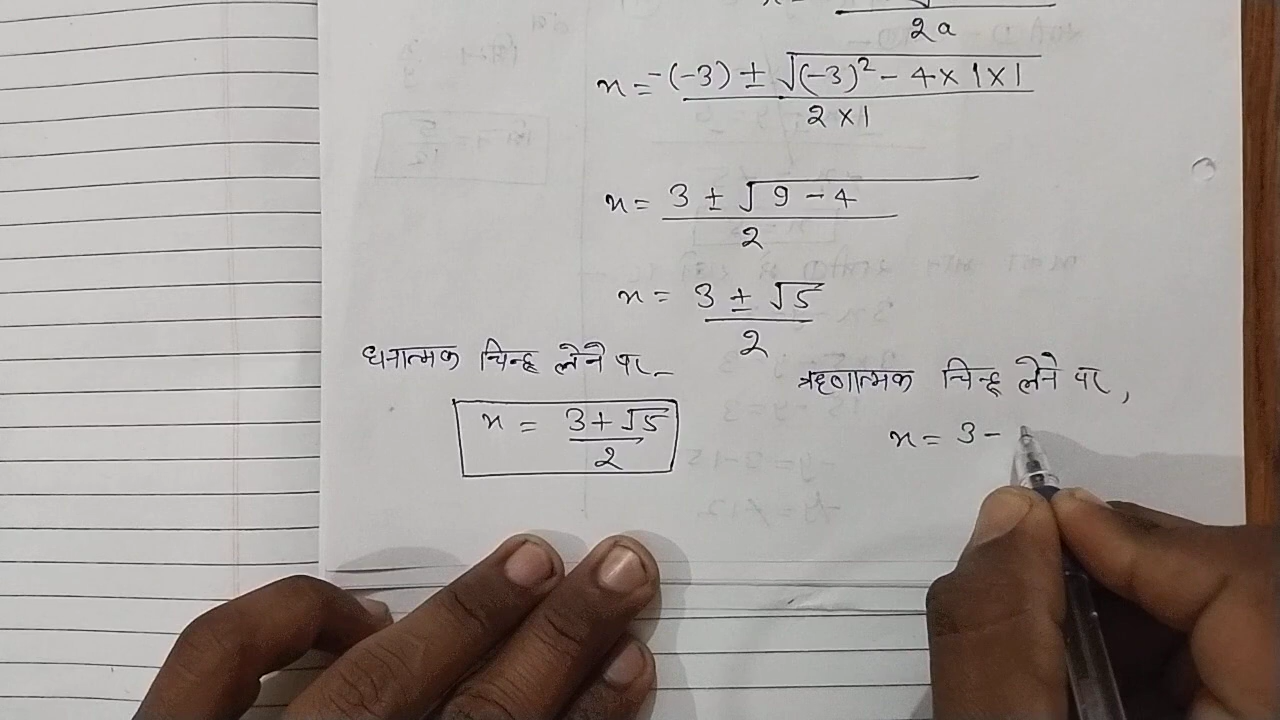 2a
x = -(-3) ± √(-3)² - 4 × 1 × 1 / 2 × 1
x = 3 ± √9 - 4 / 2
x = 3 ± √5 / 2
धनात्मक चिन्ह लेने पर -
x = 3 + √5 / 2
ऋणात्मक चिन्ह लेने पर,
x = 3 -